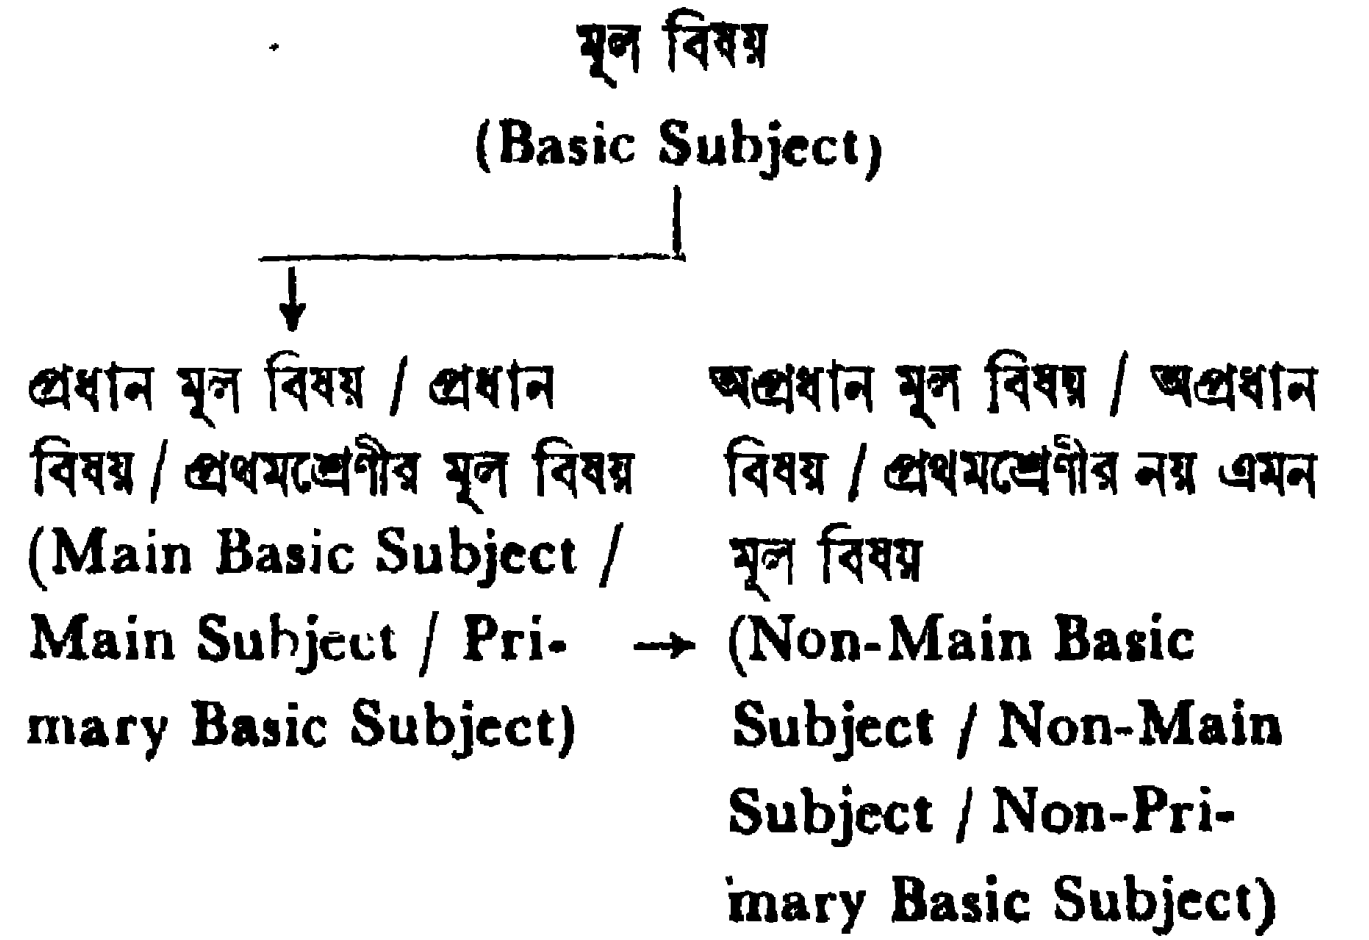 মূল বিষয়
(Basic Subject)
প্রধান মূল বিষয় / প্রধান
বিষয় / প্রথমশ্রেণীর মূল বিষয়
(Main Basic Subject /
Main Subject / Pri-
mary Basic Subject)
→
অপ্রধান মূল বিষয় / অপ্রধান
বিষয় / প্রথমশ্রেণীর নয় এমন
মূল বিষয়
(Non-Main Basic
Subject / Non-Main
Subject / Non-Pri-
mary Basic Subject)